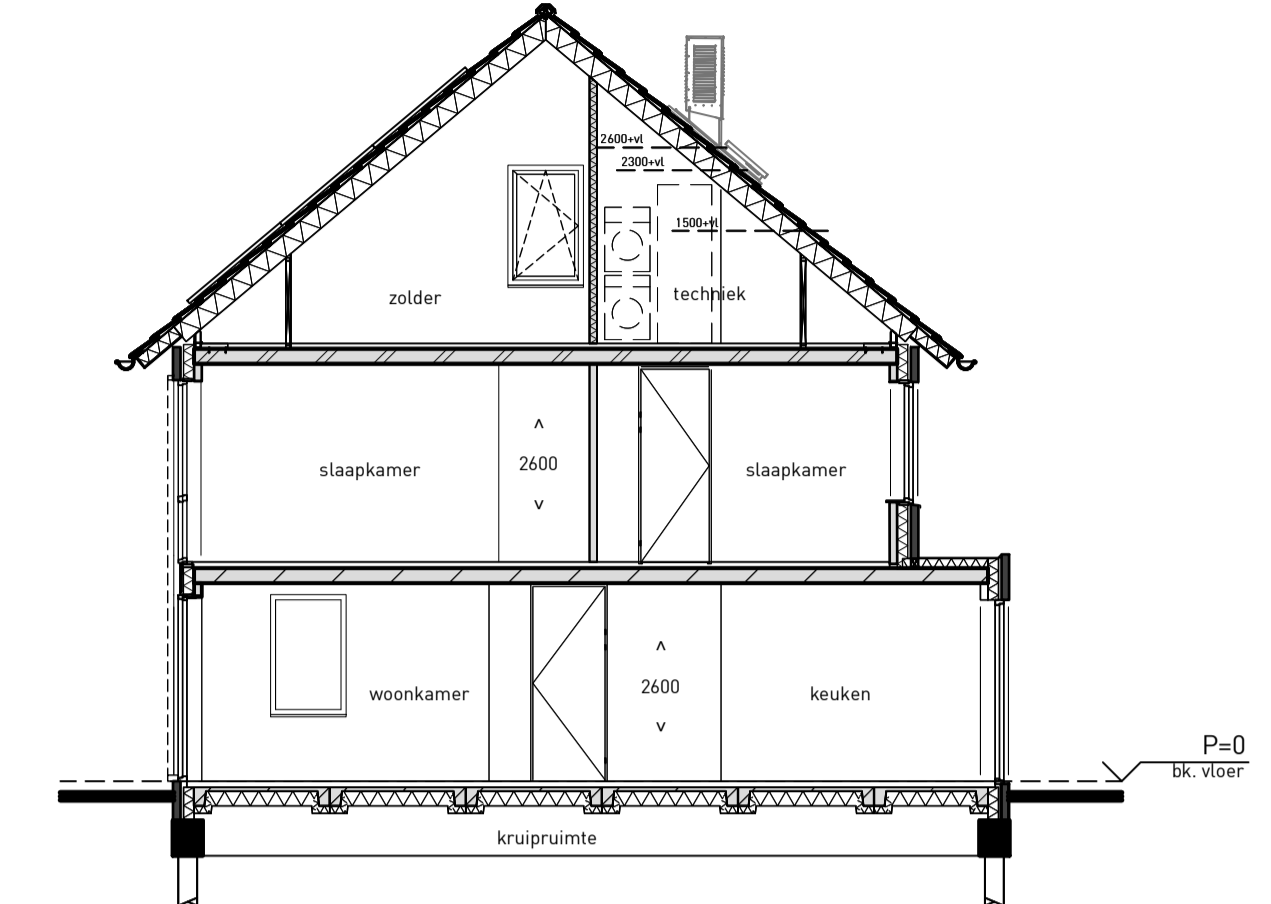 2600+vl
2300+vl
1500+vl
zolder
techniek
slaapkamer
^
2600
v
slaapkamer
woonkamer
^
2600
v
keuken
P=0
bk. vloer
kruipruimte